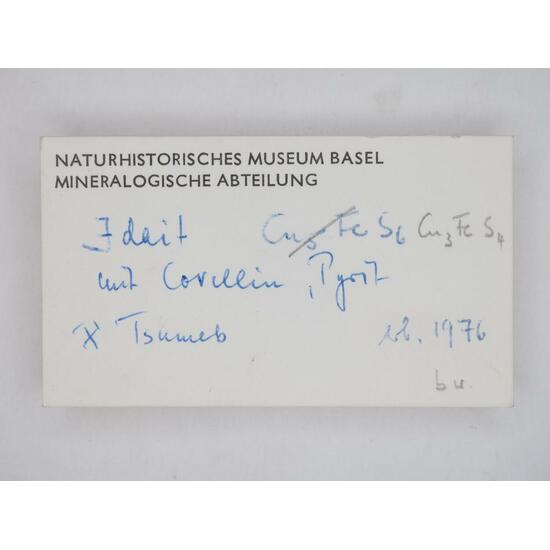 NATURHISTORISCHES MUSEUM BASEL
MINERALOGISCHE ABTEILUNG
Idait Cu5FeS6 Cu3FeS4
mit Covellin, Pyrit
X Tsumeb 1976